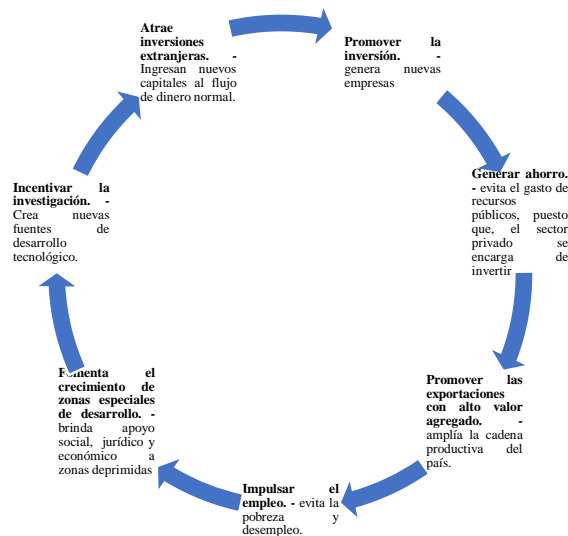 Atrae
inversiones
extranjeras. -
Ingresan nuevos
capitales al flujo
de dinero normal.
Promover la
inversión. -
genera nuevas
empresas
Generar ahorro.
- evita el gasto de
recursos
públicos, puesto
que, el sector
privado se
encarga de
invertir
Promover las
exportaciones
con alto valor
agregado. -
amplía la cadena
productiva del
país.
Impulsar el
empleo. - evita la
pobreza y
desempleo.
Fomenta el
crecimiento de
zonas especiales
de desarrollo. -
brinda apoyo
social, jurídico y
económico a
zonas deprimidas
Incentivar la
investigación. -
Crea nuevas
fuentes de
desarrollo
tecnológico.